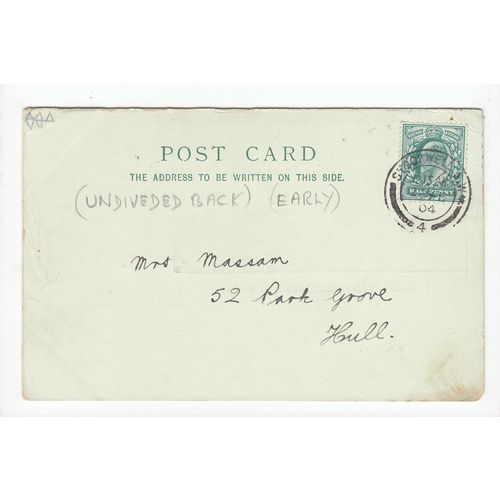 POST CARD
THE ADDRESS TO BE WRITTEN ON THIS SIDE.
(UNDIVEDED BACK) (EARLY)
HALF PENNY
04
4
Mrs Massam
52 Park Grove
Hull.